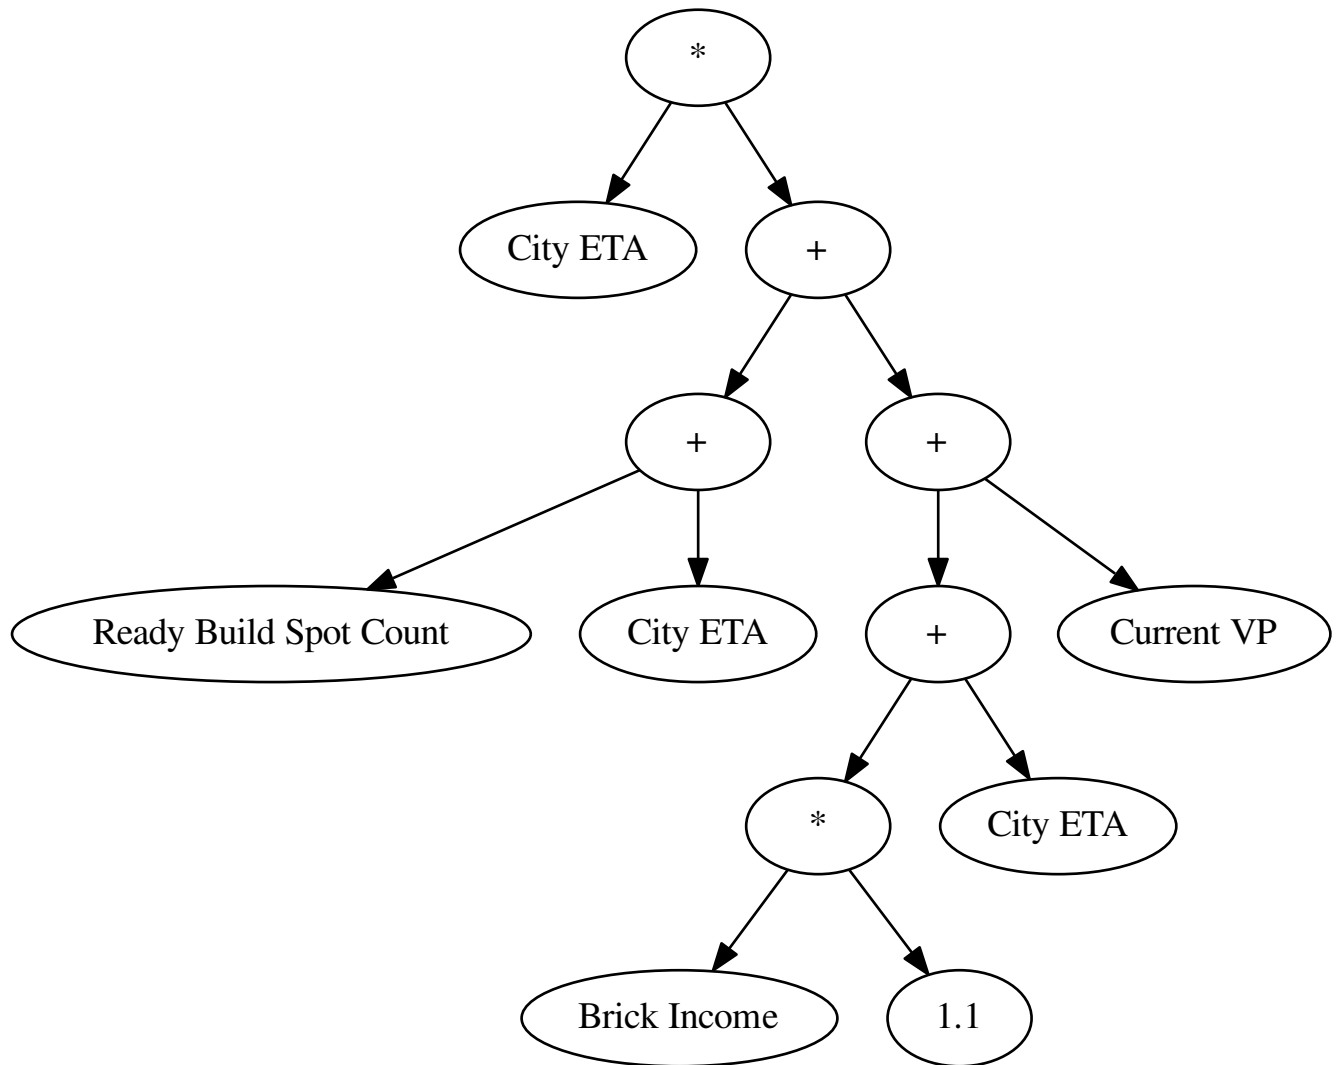 *
City ETA
+
+
+
Ready Build Spot Count
City ETA
+
Current VP
*
City ETA
Brick Income
1.1